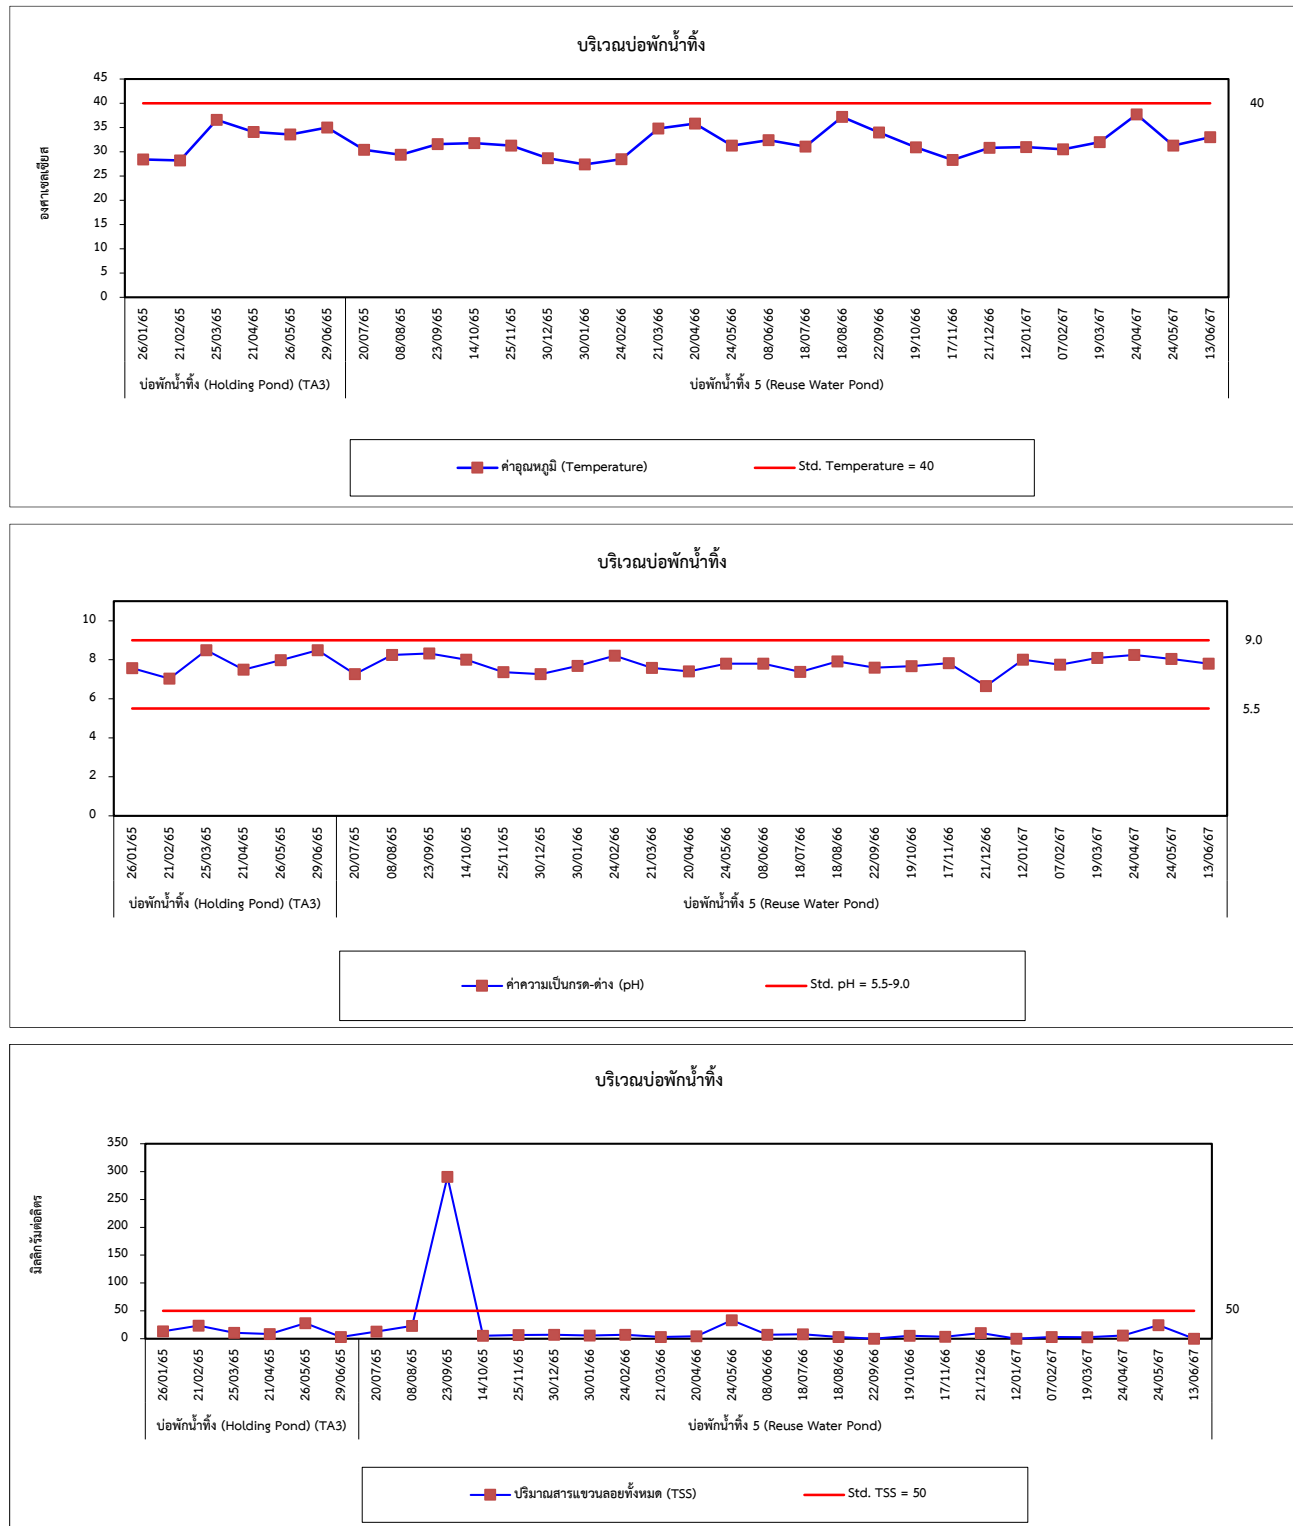 บริเวณบ่อพักน้ำทิ้ง
องศาเซลเซียส
45
40
35
30
25
20
15
10
5
0
40
26/01/65 21/02/65 25/03/65 21/04/65 26/05/65 29/06/65 20/07/65 08/08/65 23/09/65 14/10/65 25/11/65 30/12/65 30/01/66 24/02/66 21/03/66 20/04/66 24/05/66 08/06/66 18/07/66 18/08/66 22/09/66 19/10/66 17/11/66 21/12/66 12/01/67 07/02/67 19/03/67 24/04/67 24/05/67 13/06/67
บ่อพักน้ำทิ้ง (Holding Pond) (TA3) บ่อพักน้ำทิ้ง 5 (Reuse Water Pond)
ค่าอุณหภูมิ (Temperature) Std. Temperature = 40
บริเวณบ่อพักน้ำทิ้ง
10
8
6
4
2
0
9.0
5.5
26/01/65 21/02/65 25/03/65 21/04/65 26/05/65 29/06/65 20/07/65 08/08/65 23/09/65 14/10/65 25/11/65 30/12/65 30/01/66 24/02/66 21/03/66 20/04/66 24/05/66 08/06/66 18/07/66 18/08/66 22/09/66 19/10/66 17/11/66 21/12/66 12/01/67 07/02/67 19/03/67 24/04/67 24/05/67 13/06/67
บ่อพักน้ำทิ้ง (Holding Pond) (TA3) บ่อพักน้ำทิ้ง 5 (Reuse Water Pond)
ค่าความเป็นกรด-ด่าง (pH) Std. pH = 5.5-9.0
บริเวณบ่อพักน้ำทิ้ง
มิลลิกรัมต่อลิตร
350
300
250
200
150
100
50
0
50
26/01/65 21/02/65 25/03/65 21/04/65 26/05/65 29/06/65 20/07/65 08/08/65 23/09/65 14/10/65 25/11/65 30/12/65 30/01/66 24/02/66 21/03/66 20/04/66 24/05/66 08/06/66 18/07/66 18/08/66 22/09/66 19/10/66 17/11/66 21/12/66 12/01/67 07/02/67 19/03/67 24/04/67 24/05/67 13/06/67
บ่อพักน้ำทิ้ง (Holding Pond) (TA3) บ่อพักน้ำทิ้ง 5 (Reuse Water Pond)
ปริมาณสารแขวนลอยทั้งหมด (TSS) Std. TSS = 50